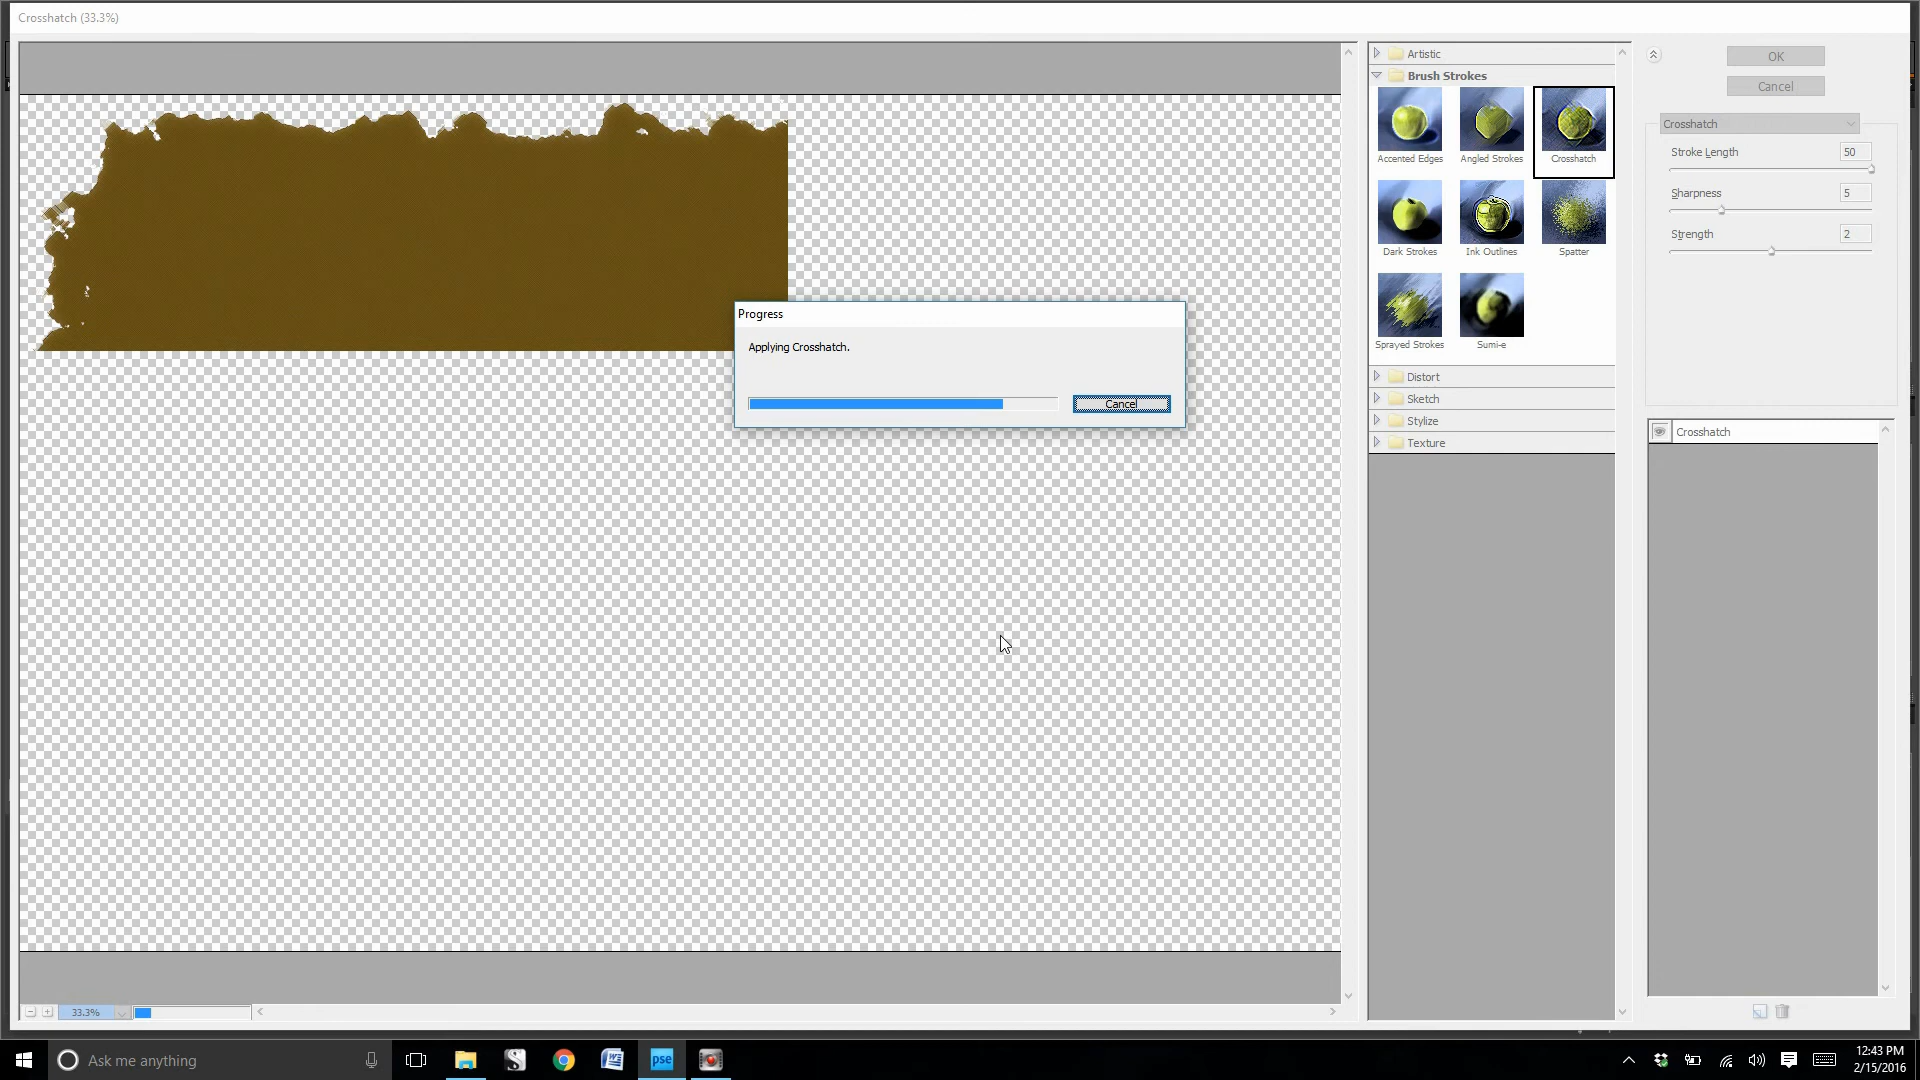 Crosshatch (33.3%)
Artistic
Brush Strokes
Accented Edges
Angled Strokes
Crosshatch
Dark Strokes
Ink Outlines
Spatter
Sprayed Strokes
Sumi-e
Distort
Sketch
Stylize
Texture
OK
Cancel
Crosshatch
Stroke Length
50
Sharpness
5
Strength
2
Crosshatch
Progress
Applying Crosshatch.
Cancel
33.3%
Ask me anything
pse
12:43 PM
2/15/2016